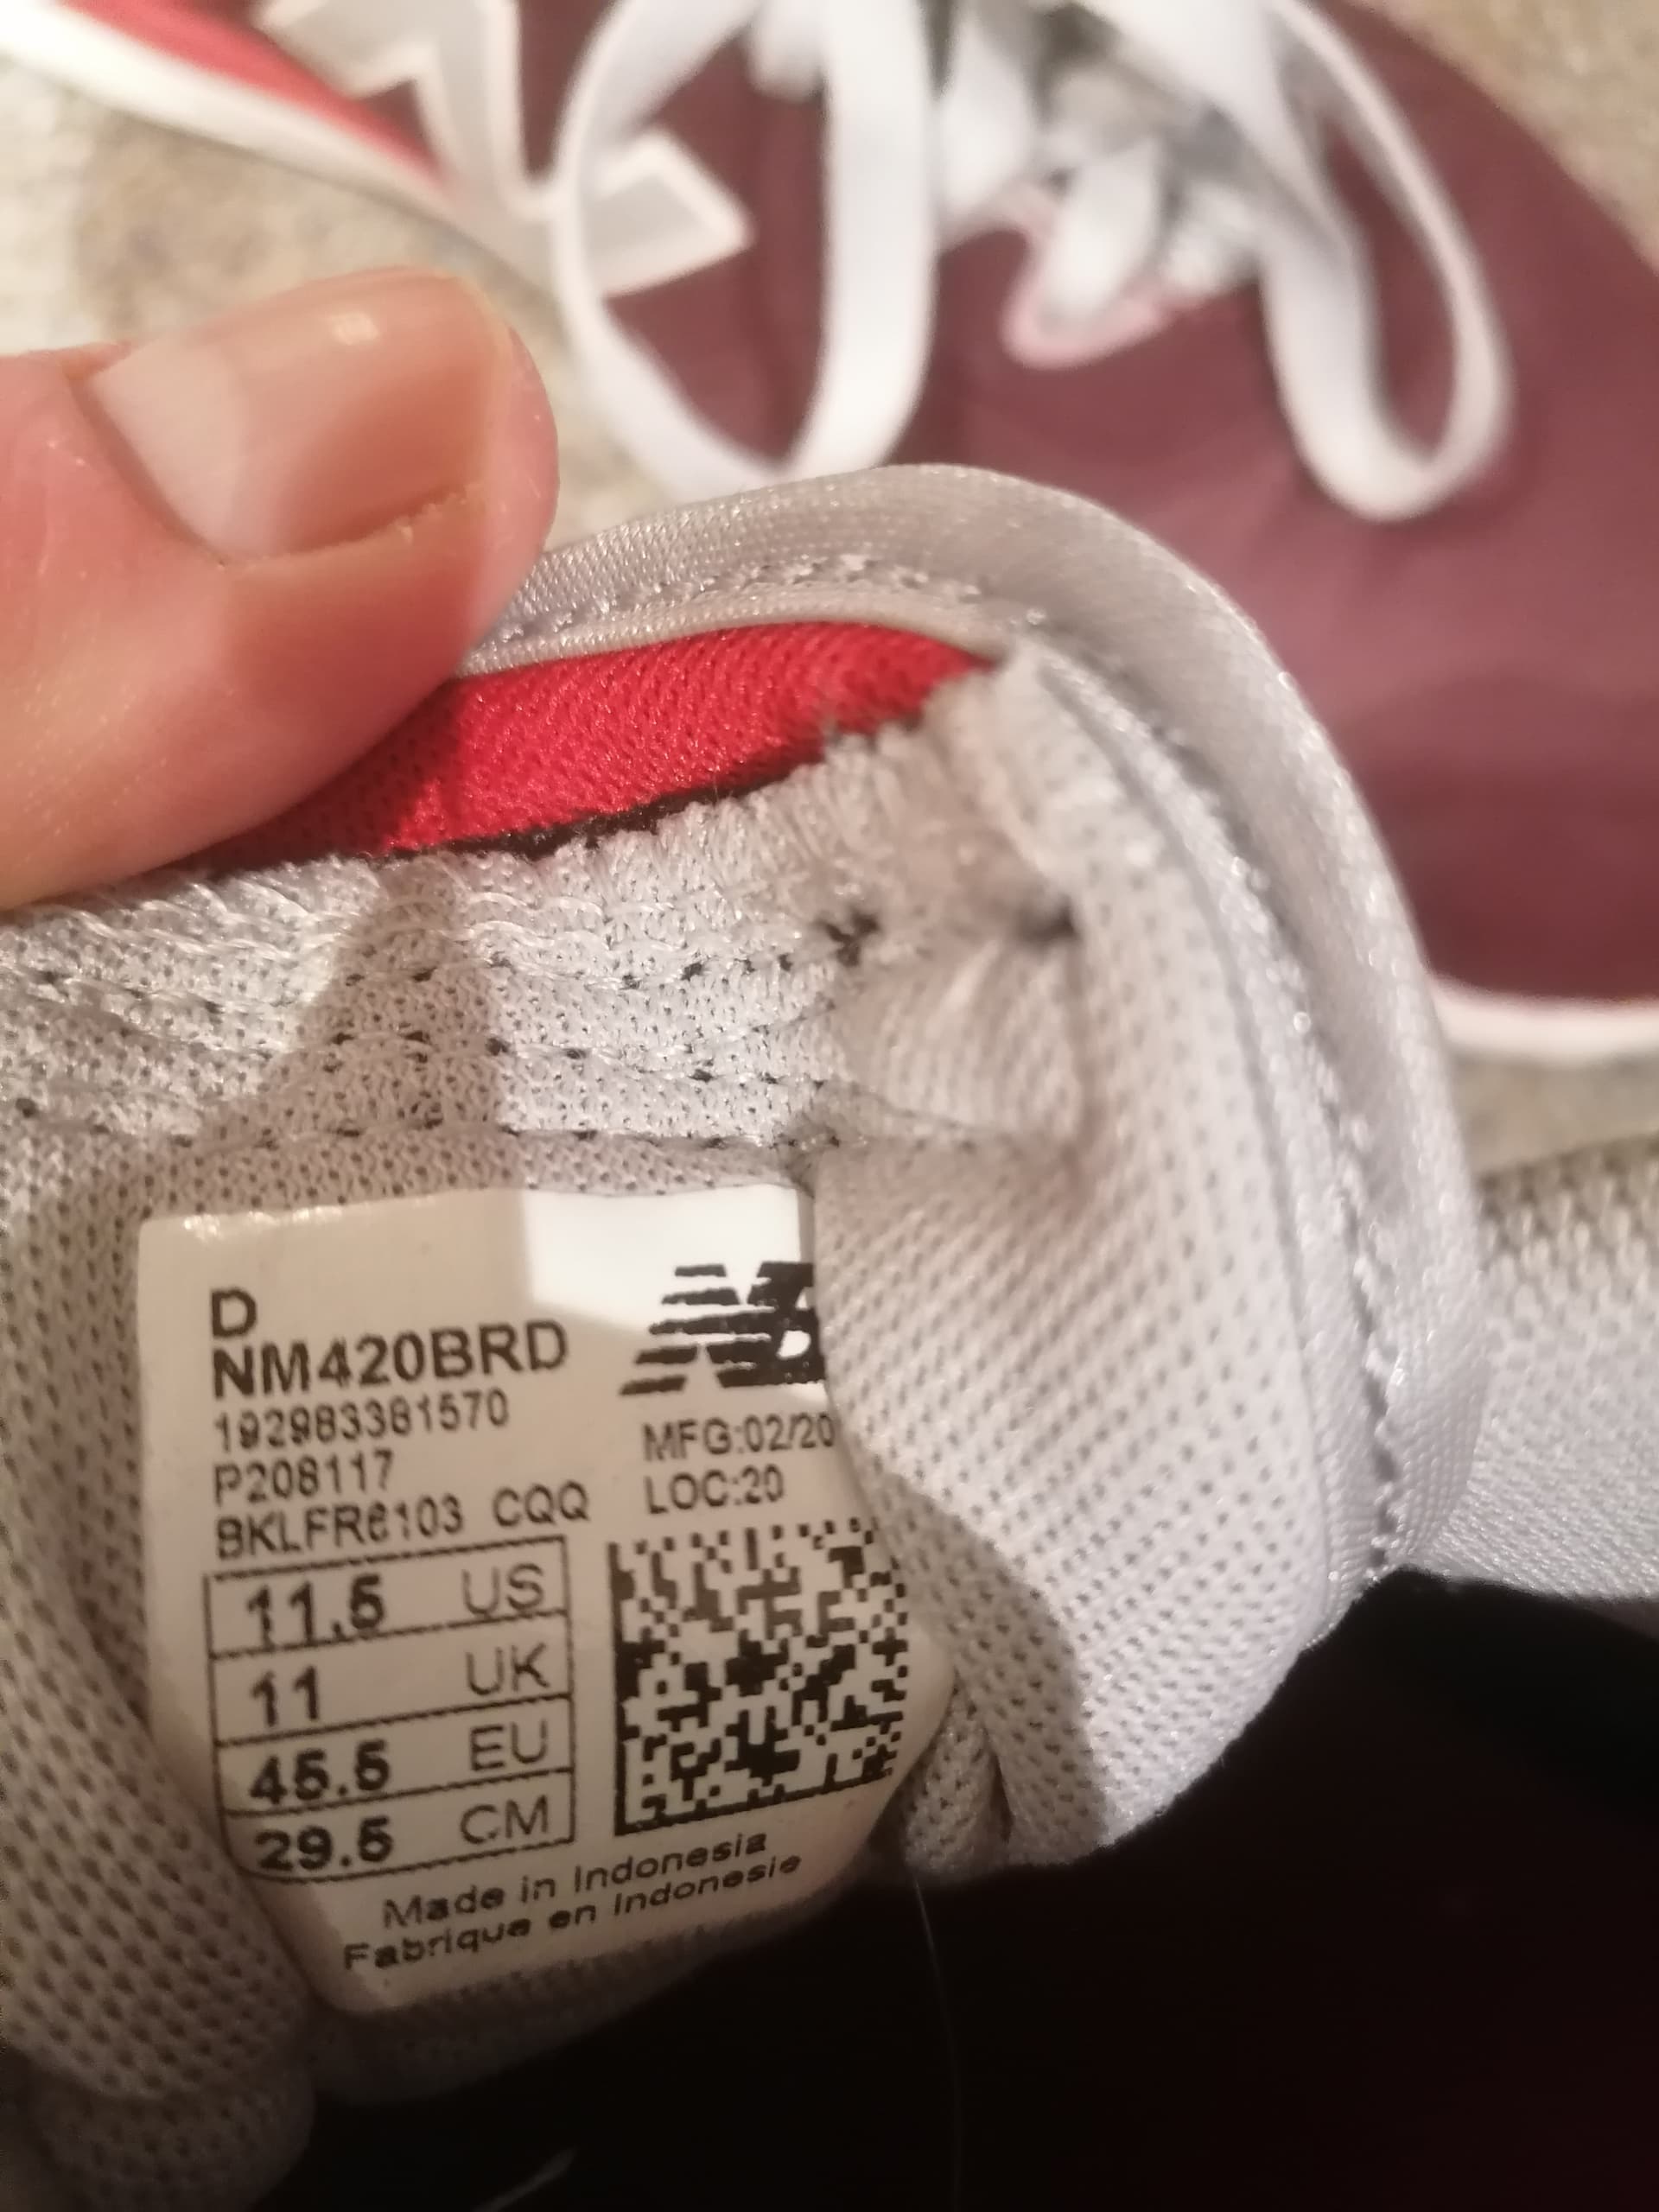 D
NM420BRD
192983381570
P208117
BKLFR6103 CQQ
NB
MFG:02/20
LOC:20
11.5 US
11 UK
45.5 EU
29.5 CM
Made in Indonesia
Fabrique en Indonesie